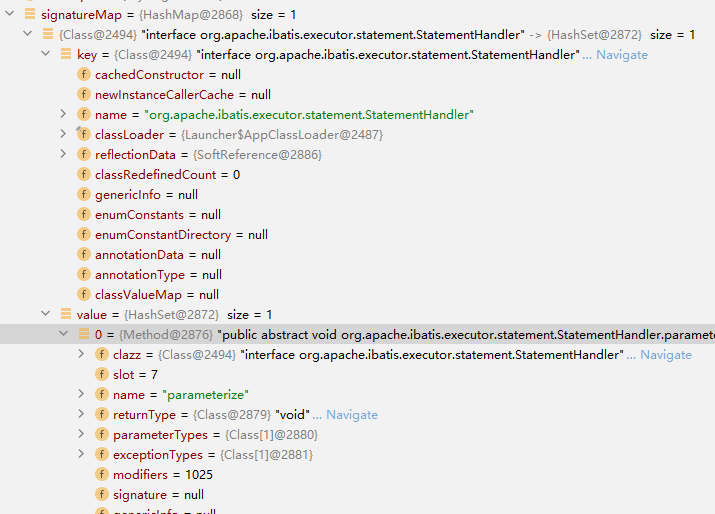 signatureMap = {HashMap@2868} size = 1
{Class@2494} "interface org.apache.ibatis.executor.statement.StatementHandler" -> {HashSet@2872} size = 1
key = {Class@2494} "interface org.apache.ibatis.executor.statement.StatementHandler"... Navigate
f cachedConstructor = null
f newInstanceCallerCache = null
f name = "org.apache.ibatis.executor.statement.StatementHandler"
f classLoader = {Launcher$AppClassLoader@2487}
f reflectionData = {SoftReference@2886}
f classRedefinedCount = 0
f genericInfo = null
f enumConstants = null
f enumConstantDirectory = null
f annotationData = null
f annotationType = null
f classValueMap = null
value = {HashSet@2872} size = 1
0 = {Method@2876} "public abstract void org.apache.ibatis.executor.statement.StatementHandler.paramete
f clazz = {Class@2494} "interface org.apache.ibatis.executor.statement.StatementHandler"... Navigate
f slot = 7
f name = "parameterize"
f returnType = {Class@2879} "void"... Navigate
f parameterTypes = {Class[1]@2880}
f exceptionTypes = {Class[1]@2881}
f modifiers = 1025
f signature = null
f genericInfo = null